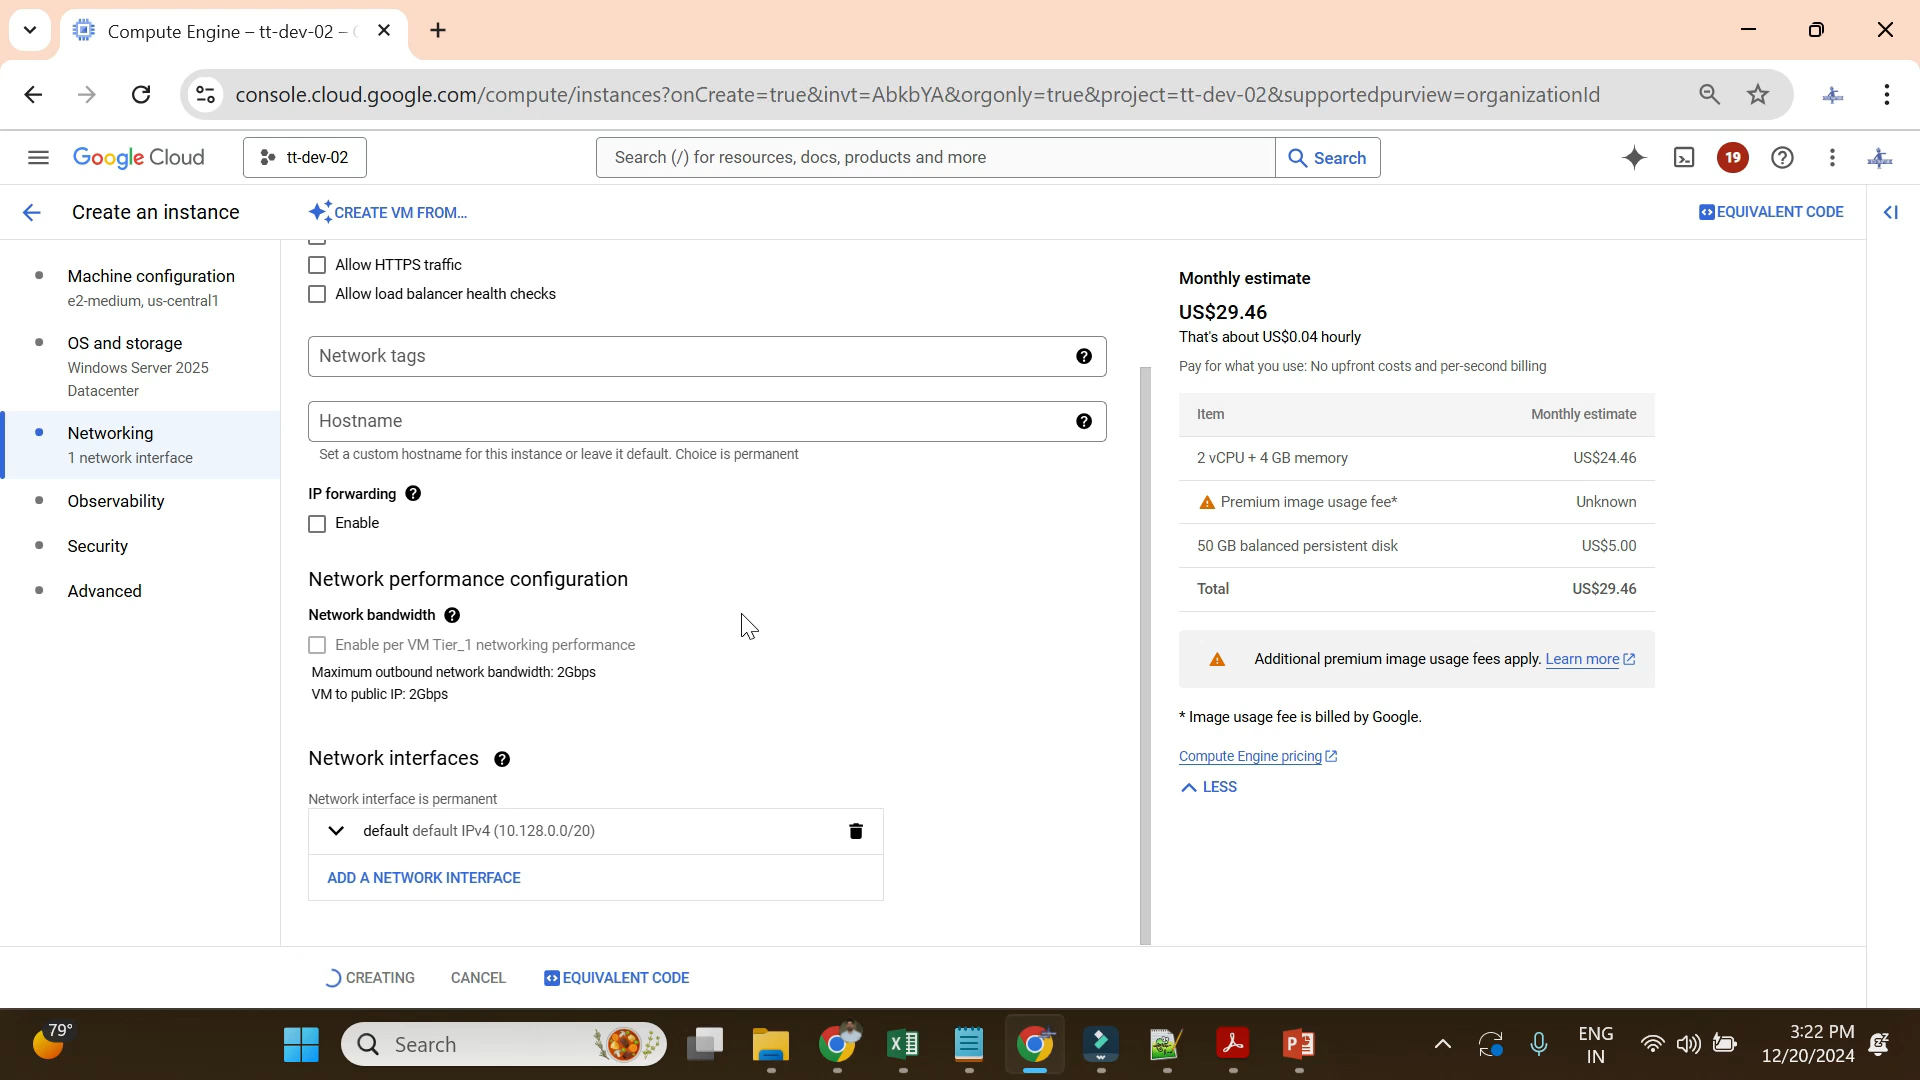 Compute Engine – tt-dev-02 –
console.cloud.google.com/compute/instances?onCreate=true&invt=AbkbYA&orgonly=true&project=tt-dev-02&supportedpurview=organizationId
Google Cloud
tt-dev-02
Search (/) for resources, docs, products and more
Search
19
Create an instance
CREATE VM FROM...
EQUIVALENT CODE
Machine configuration
e2-medium, us-central1
OS and storage
Windows Server 2025
Datacenter
Networking
1 network interface
Observability
Security
Advanced
Allow HTTPS traffic
Allow load balancer health checks
Network tags
Hostname
Set a custom hostname for this instance or leave it default. Choice is permanent
IP forwarding
Enable
Network performance configuration
Network bandwidth
Enable per VM Tier_1 networking performance
Maximum outbound network bandwidth: 2Gbps
VM to public IP: 2Gbps
Network interfaces
Network interface is permanent
default default IPv4 (10.128.0.0/20)
ADD A NETWORK INTERFACE
Monthly estimate
US$29.46
That's about US$0.04 hourly
Pay for what you use: No upfront costs and per-second billing
Item Monthly estimate
2 vCPU + 4 GB memory US$24.46
Premium image usage fee* Unknown
50 GB balanced persistent disk US$5.00
Total US$29.46
Additional premium image usage fees apply. Learn more
* Image usage fee is billed by Google.
Compute Engine pricing
LESS
CREATING
CANCEL
EQUIVALENT CODE
79°
Search
ENG
IN
3:22 PM
12/20/2024